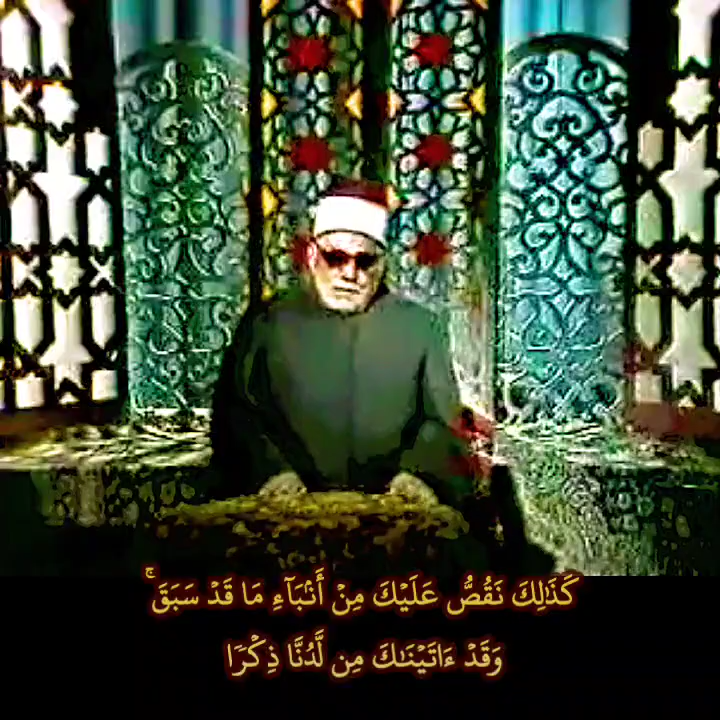 كَذَٰلِكَ نَقُصُّ عَلَيْكَ مِنْ أَنۢبَآءِ مَا قَدْ سَبَقَ ۚ
وَقَدْ ءَاتَيْنَٰكَ مِن لَّدُنَّا ذِكْرًا